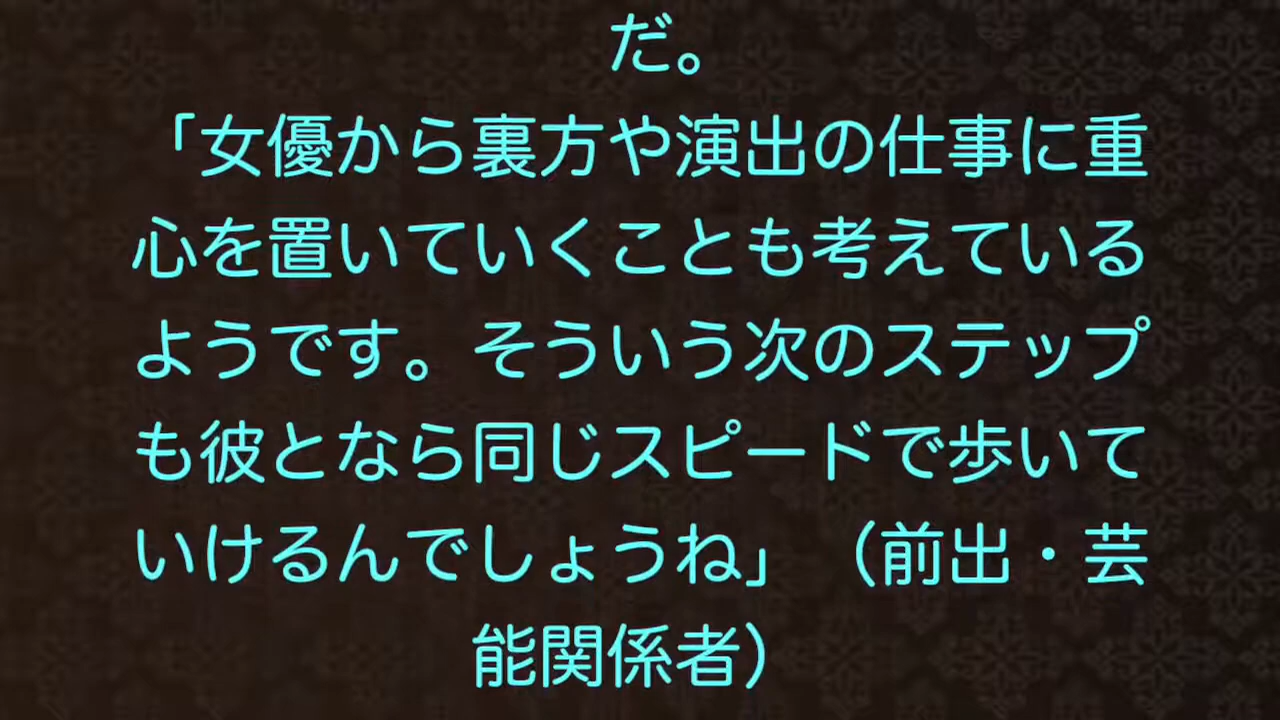 だ。
「女優から裏方や演出の仕事に重
心を置いていくことも考えている
ようです。そういう次のステップ
も彼となら同じスピードで歩いて
いけるんでしょうね」（前出・芸
能関係者）